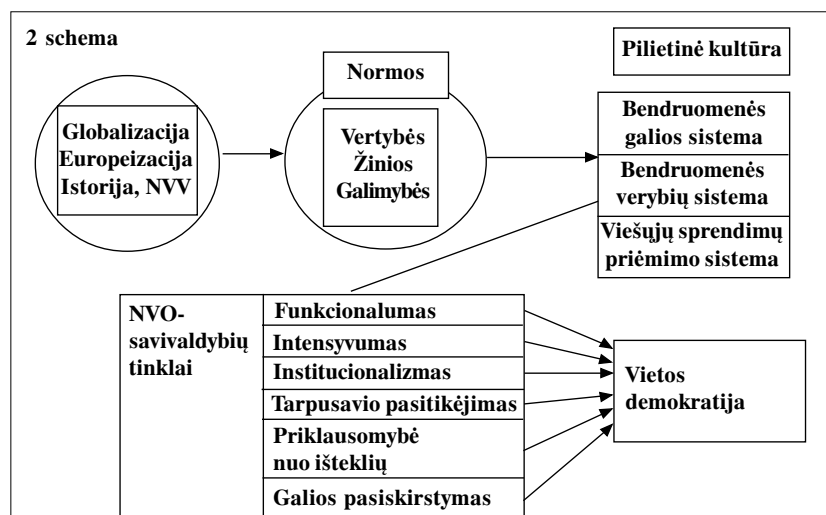 2 schema
Globalizacija
Europeizacija
Istorija, NVV
Normos
Vertybės
Žinios
Galimybės
Pilietinė kultūra
Bendruomenės
galios sistema
Bendruomenės
verybių sistema
Viešųjų sprendimų
priėmimo sistema
NVO-
savivaldybių
tinklai
Funkcionalumas
Intensyvumas
Institucionalizmas
Tarpusavio pasitikėjimas
Priklausomybė
nuo išteklių
Galios pasiskirstymas
Vietos
demokratija